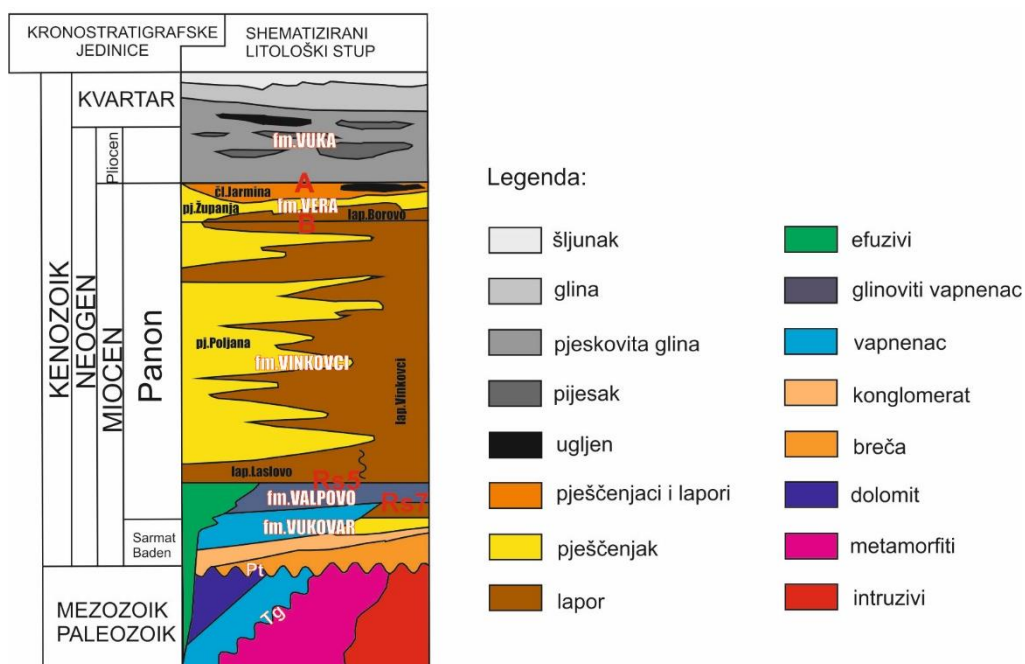 KRONOSTRATIGRAFSKE
JEDINICE
SHEMATIZIRANI
LITOLOŠKI STUP
KENOZOIK
NEOGEN
KVARTAR
Pliocen
MIOCEN
Panon
Sarmat
Baden
MEZOZOIK
PALEOZOIK
fm.VUKA
A
čl.Jarmina
pj.Županja
fm.VERA
lap.Borovo
B
pj.Poljana
fm.VINKOVCI
lap.Vinkovci
lap.Laslovo
Rs5
fm.VALPOVO
Rs7
fm.VUKOVAR
Pt
Tg
Legenda:
šljunak
glina
pjeskovita glina
pijesak
ugljen
pješčenjaci i lapori
pješčenjak
lapor
efuzivi
glinoviti vapnenac
vapnenac
konglomerat
breča
dolomit
metamorfiti
intruzivi